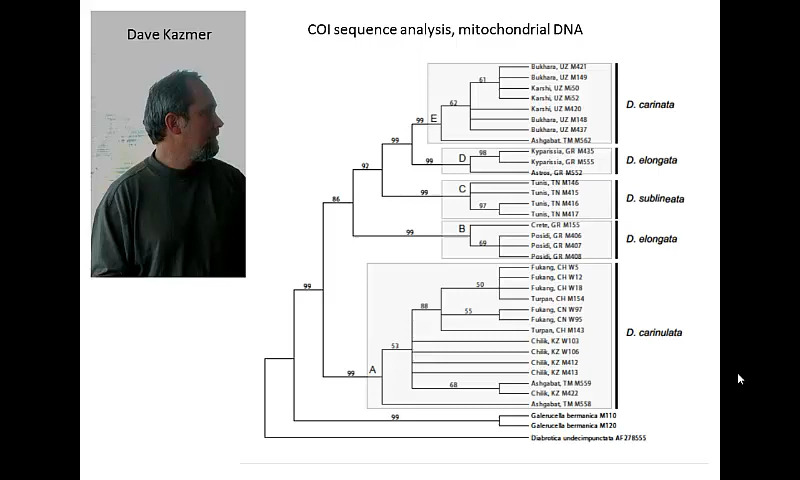 Dave Kazmer
COI sequence analysis, mitochondrial DNA
Bukhara, UZ M421
Bukhara, UZ M149
Karshi, UZ Mi50
Karshi, UZ Mi52
Karshi, UZ M420
Bukhara, UZ M148
Bukhara, UZ M437
Ashgabat, TM M562
61
62
99
E
D. carinata
99
Kyparissia, GR M435
Kyparissia, GR M555
Astros, GR M552
98
99
D
D. elongata
92
Tunis, TN M146
Tunis, TN M415
Tunis, TN M416
Tunis, TN M417
99
C
97
D. sublineata
86
Crete, GR M155
Posidi, GR M406
Posidi, GR M407
Posidi, GR M408
99
B
69
D. elongata
99
Fukang, CH W5
Fukang, CH W12
Fukang, CH W18
Turpan, CH M154
Fukang, CN W97
Fukang, CN W95
Turpan, CH M143
Chilik, KZ W103
Chilik, KZ W106
Chilik, KZ M412
Chilik, KZ M413
Ashgabat, TM M559
Chilik, KZ M422
Ashgabat, TM M558
50
88
55
53
99
A
68
D. carinulata
99
Galerucella bermanica M110
Galerucella bermanica M120
Diabrotica undecimpunctata AF278555